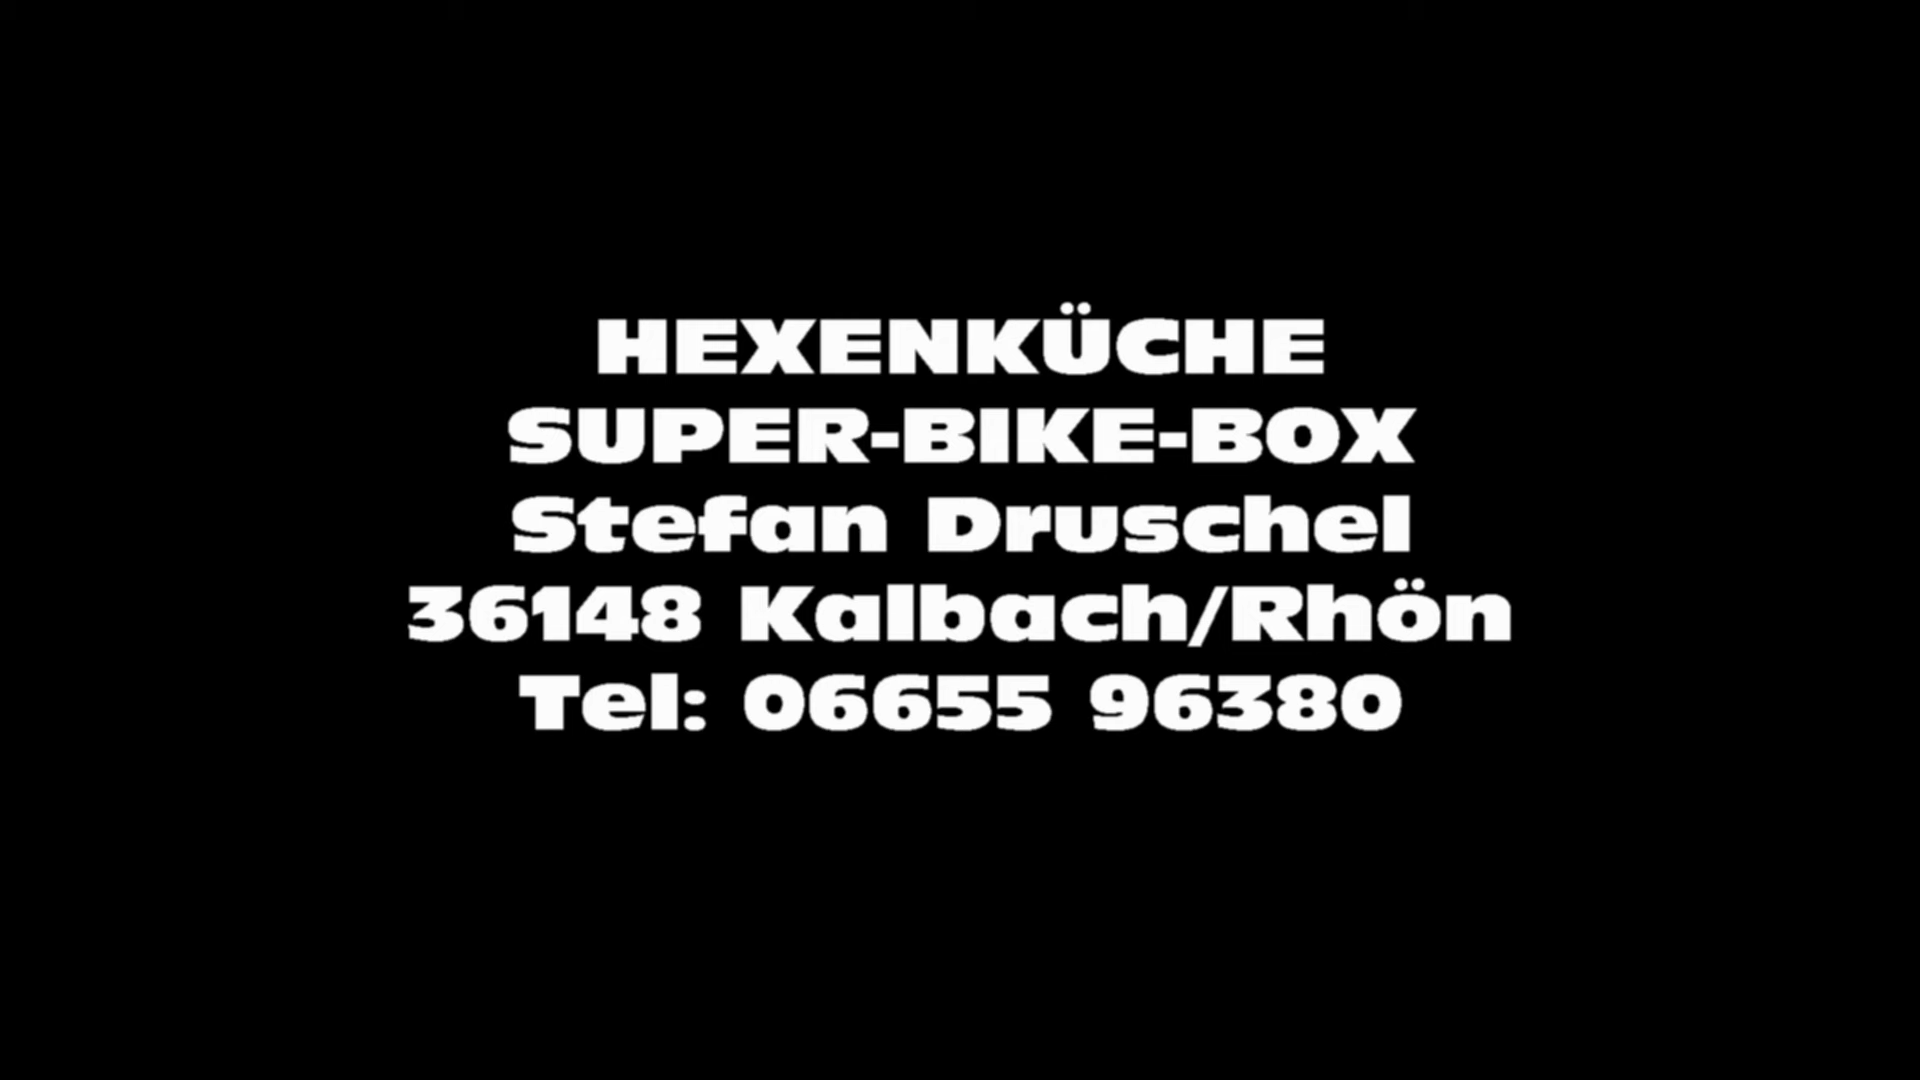 HEXENKÜCHE
SUPER-BIKE-BOX
Stefan Druschel
36148 Kalbach/Rhön
Tel: 06655 96380